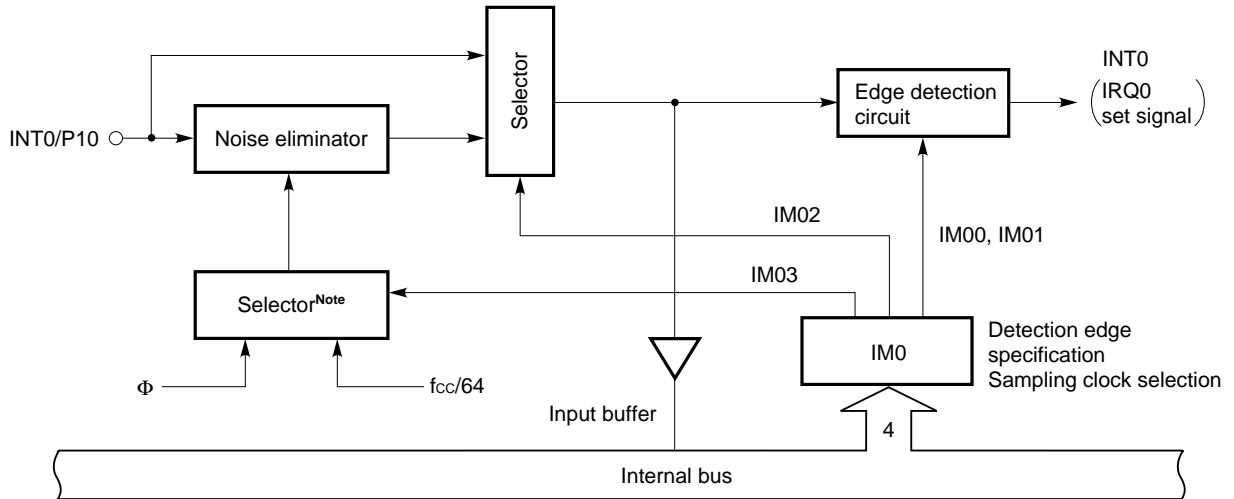 INT0/P10
Noise eliminator
Selector
Edge detection
circuit
INT0
IRQ0
set signal
IM02
IM00, IM01
IM03
SelectorNote
Φ
fCC/64
IM0
Detection edge
specification
Sampling clock selection
Input buffer
4
Internal bus